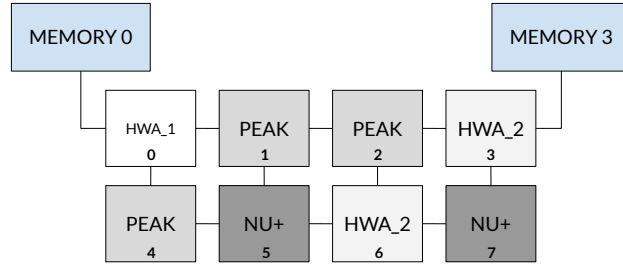 MEMORY 0
MEMORY 3
HWA_1
0
PEAK
1
PEAK
2
HWA_2
3
PEAK
4
NU+
5
HWA_2
6
NU+
7